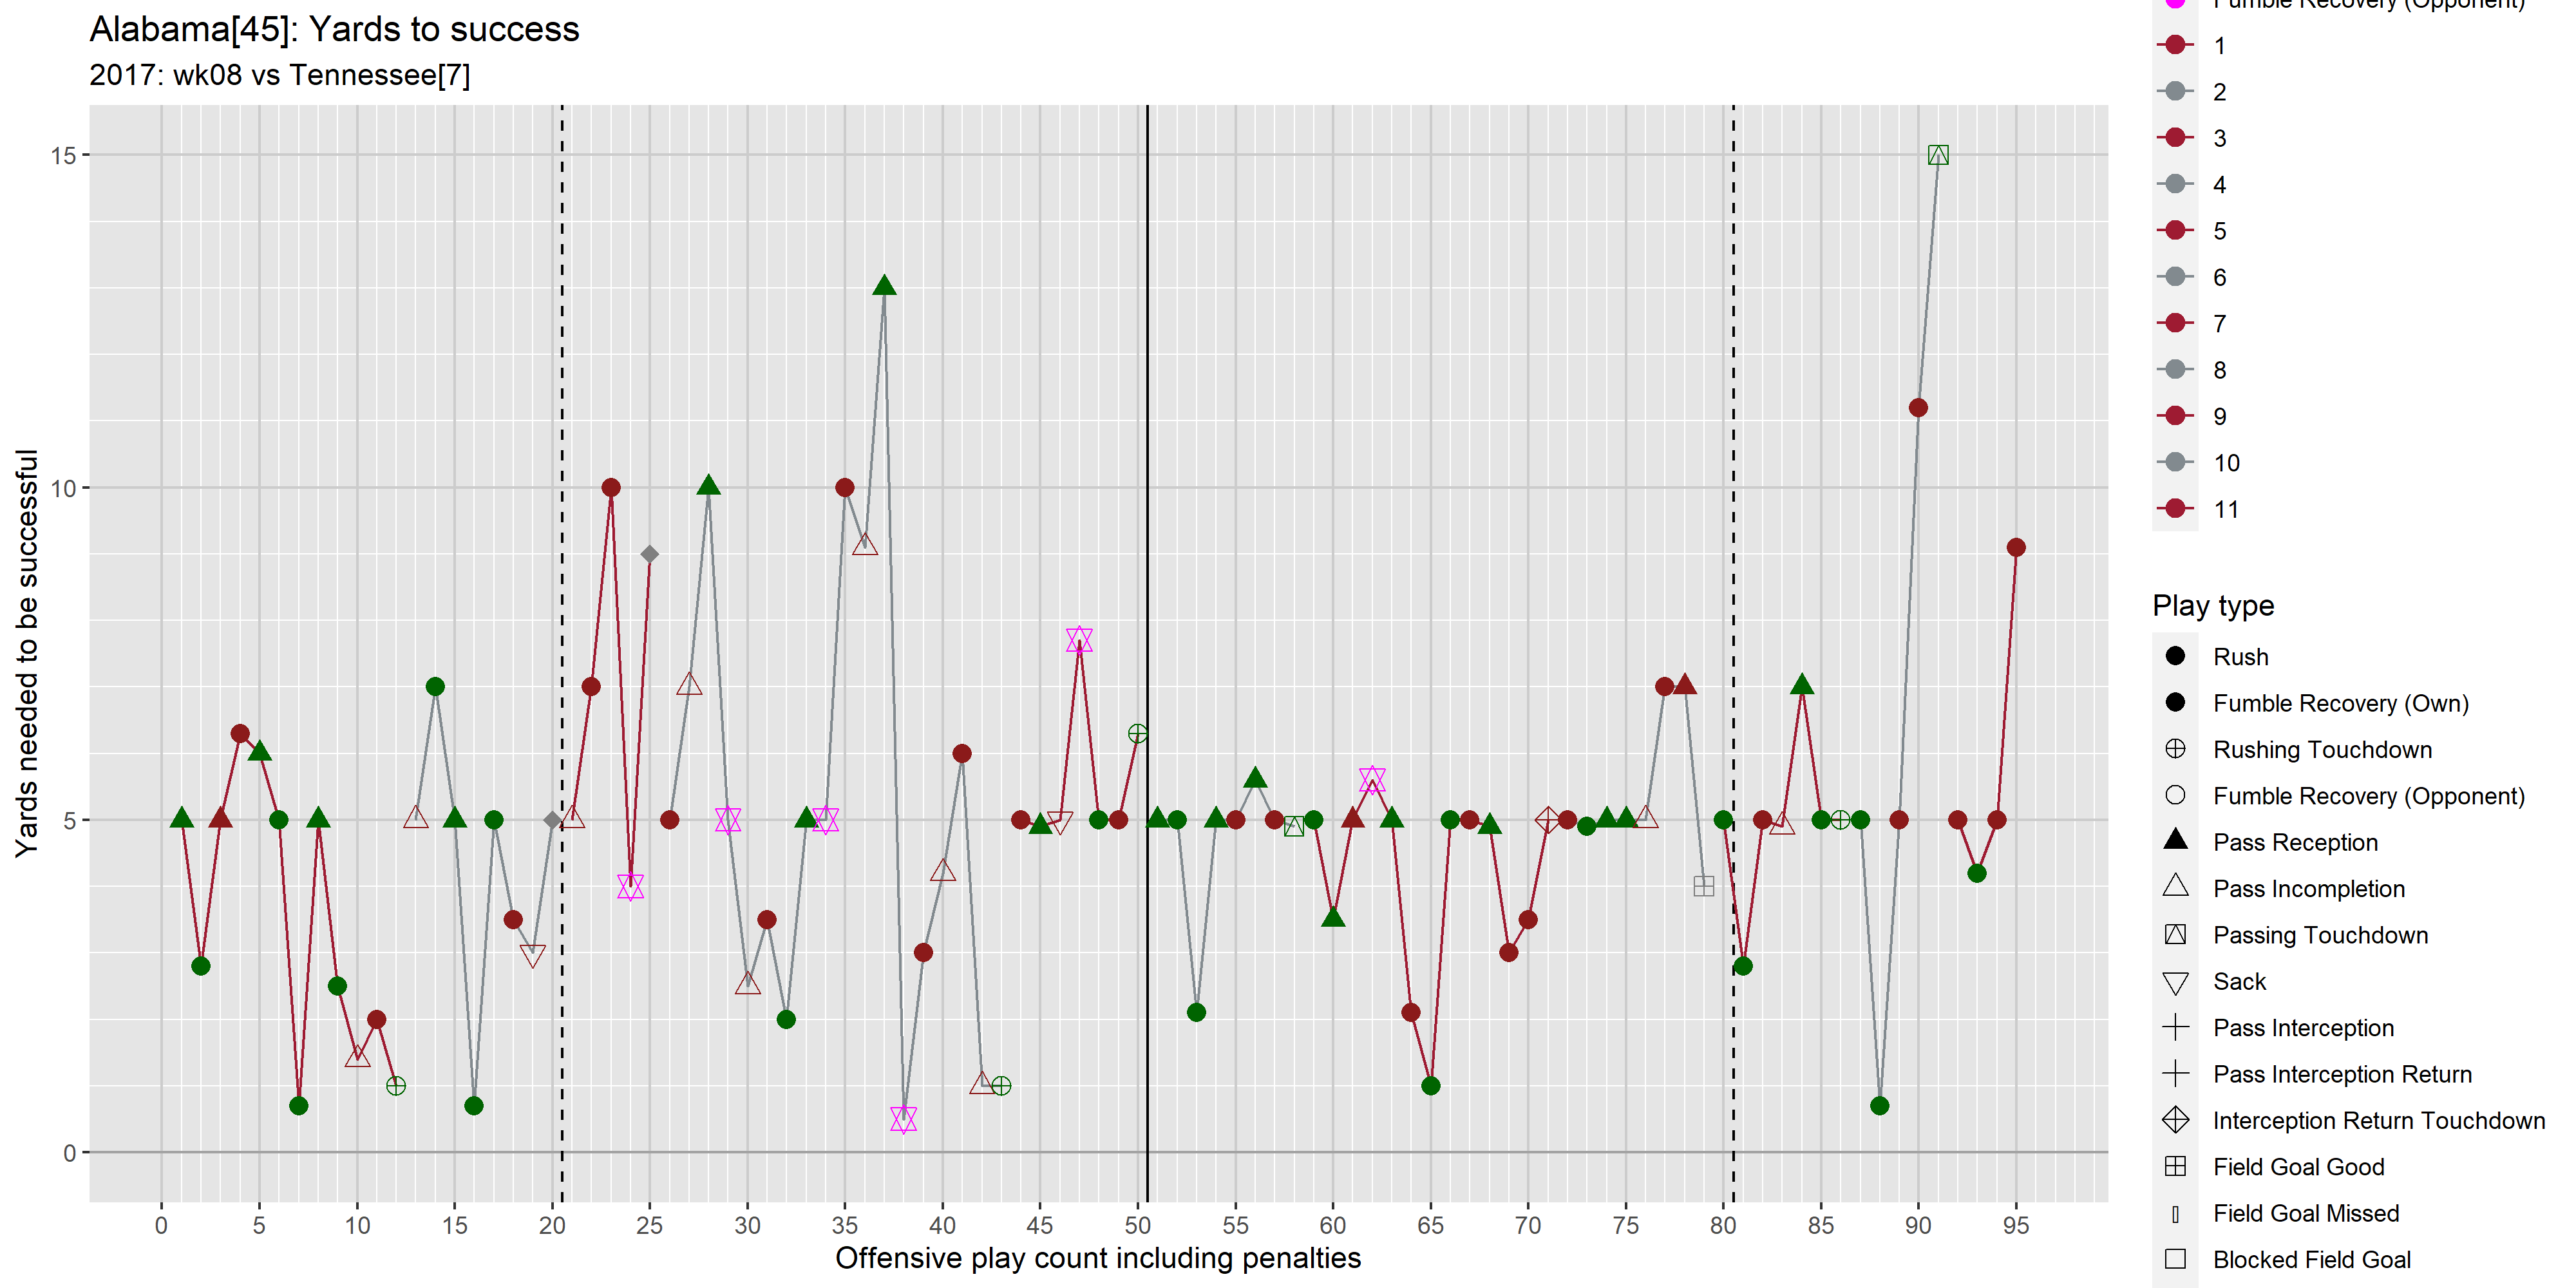 Alabama[45]: Yards to success
2017: wk08 vs Tennessee[7]
Yards needed to be successful
15
10
5
0
0 5 10 15 20 25 30 35 40 45 50 55 60 65 70 75 80 85 90 95
Offensive play count including penalties
Fumble Recovery (Opponent)
1
2
3
4
5
6
7
8
9
10
11
Play type
Rush
Fumble Recovery (Own)
Rushing Touchdown
Fumble Recovery (Opponent)
Pass Reception
Pass Incompletion
Passing Touchdown
Sack
Pass Interception
Pass Interception Return
Interception Return Touchdown
Field Goal Good
Field Goal Missed
Blocked Field Goal